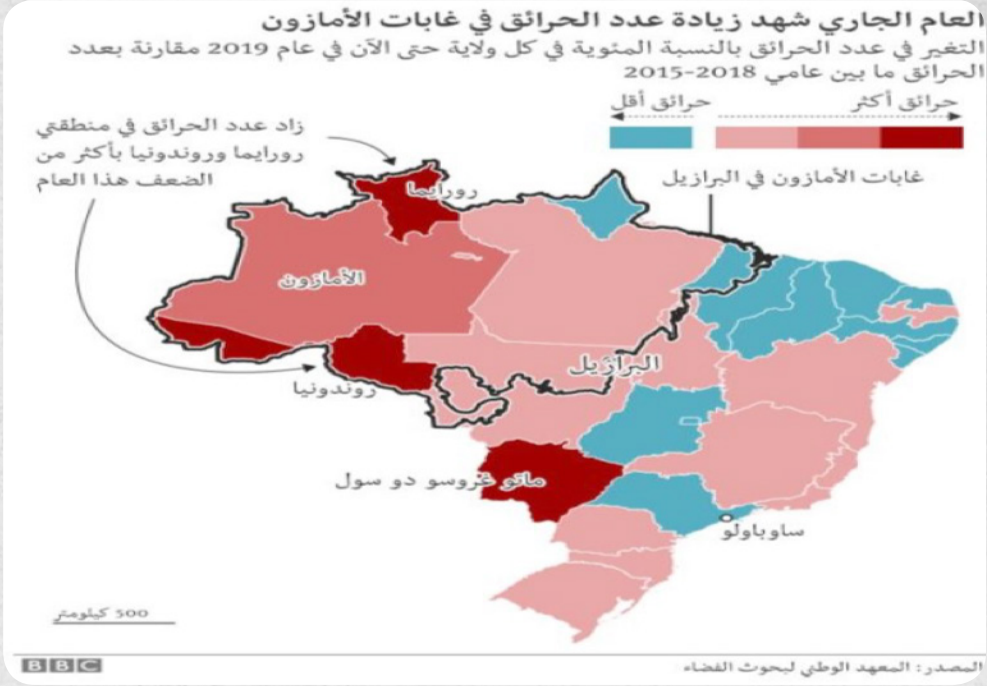 العام الجاري شهد زيادة عدد الحرائق في غابات الأمازون
التغير في عدد الحرائق بالنسبة المئوية في كل ولاية حتى الآن في عام 2019 مقارنة بعدد
الحرائق ما بين عامي 2018-2015
حرائق أكثر
حرائق أقل
زاد عدد الحرائق في منطقتي
رورايما وروندونيا بأكثر من
الضعف هذا العام
غابات الأمازون في البرازيل
رورايما
الأمازون
البرازيل
روندونيا
ماتو غروسو دو سول
ساوباولو
500 كيلومتر
المصدر: المعهد الوطني لبحوث الفضاء
BBC